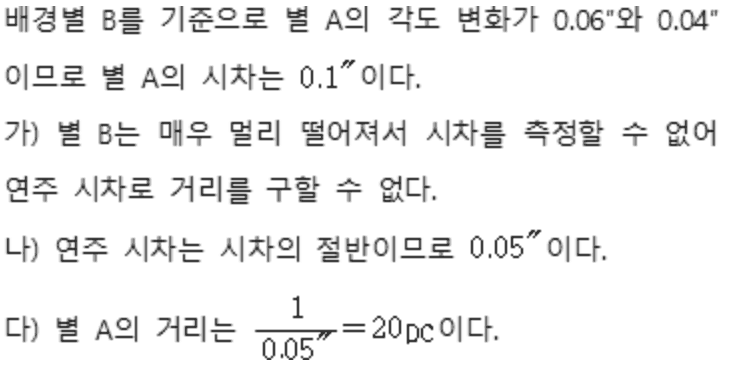 배경별 B를 기준으로 별 A의 각도 변화가 0.06"와 0.04"
이므로 별 A의 시차는 0.1″이다.
가) 별 B는 매우 멀리 떨어져서 시차를 측정할 수 없어
연주 시차로 거리를 구할 수 없다.
나) 연주 시차는 시차의 절반이므로 0.05″이다.
다) 별 A의 거리는 1/0.05″=20pc이다.